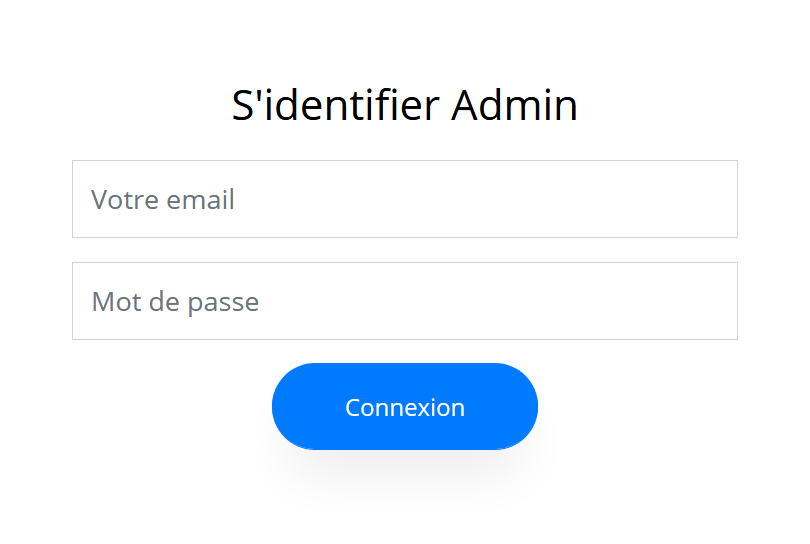 S'identifier Admin
Votre email
Mot de passe
Connexion